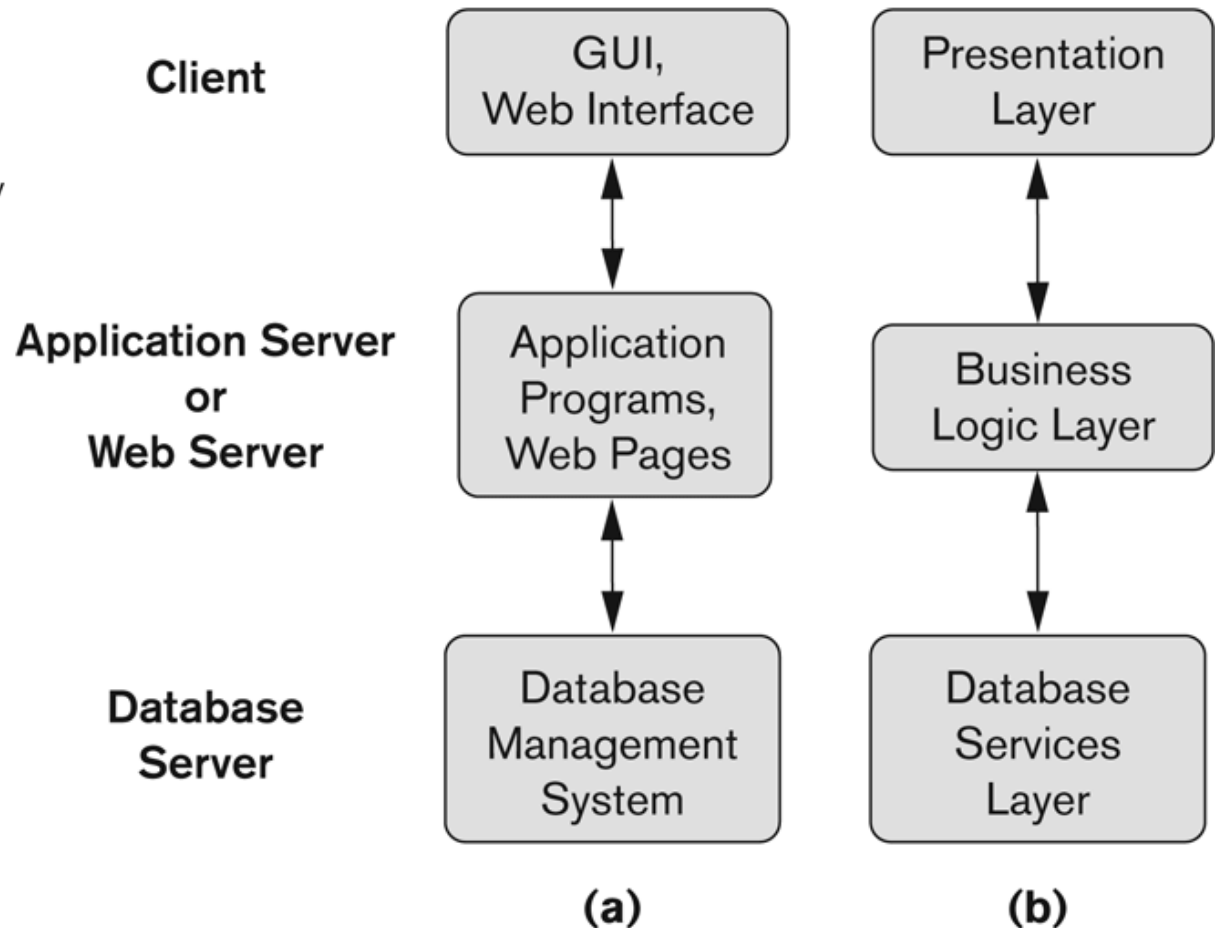 Client
GUI,
Web Interface
Presentation
Layer
Application Server
or
Web Server
Application
Programs,
Web Pages
Business
Logic Layer
Database
Server
Database
Management
System
Database
Services
Layer
(a)
(b)